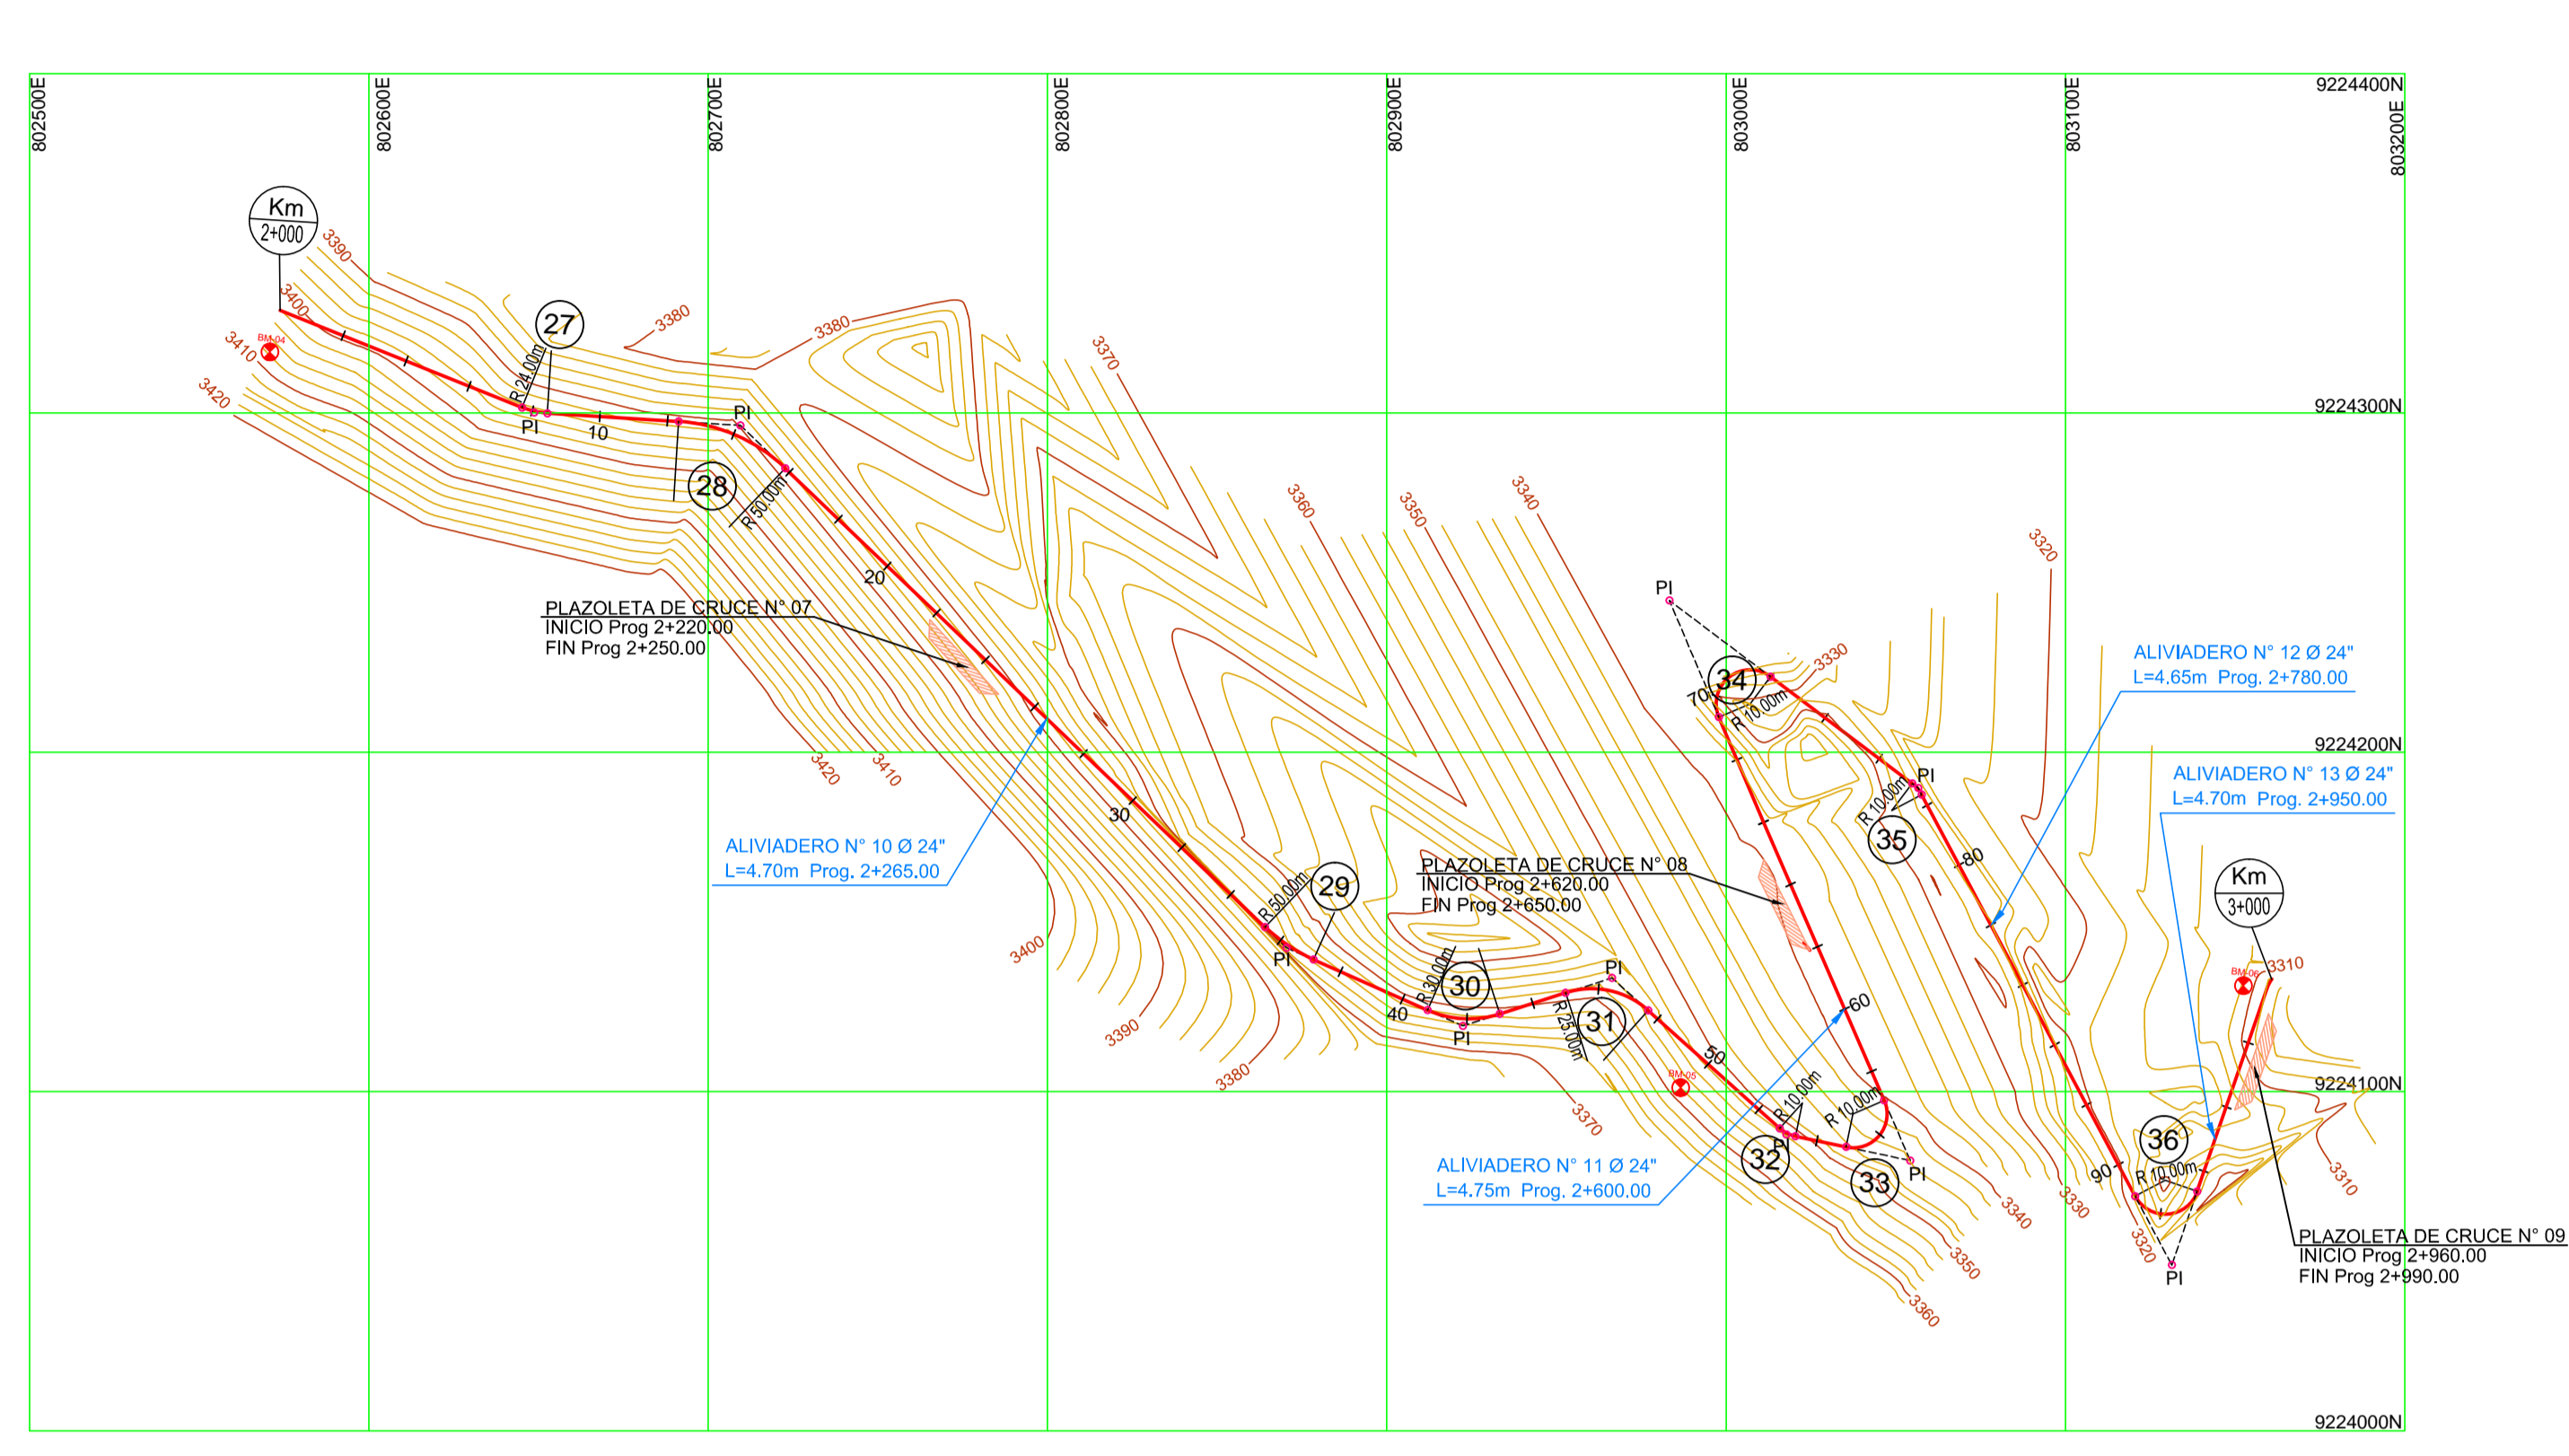 802500E
802600E
802700E
802800E
802900E
803000E
803100E
803200E
9224400N
Km
2+000
3390
3400
3410
3420
BM-04
27
R 24.00m
PI
10
3380
3380
PI
28
R 50.00m
9224300N
3370
3360
3350
3340
3320
20
PLAZOLETA DE CRUCE N° 07
INICIO Prog 2+220.00
FIN Prog 2+250.00
PI
34
70
R 10.00m
3330
ALIVIADERO N° 12 Ø 24"
L=4.65m Prog. 2+780.00
9224200N
3420
3410
30
PI
R 10.00m
35
80
ALIVIADERO N° 13 Ø 24"
L=4.70m Prog. 2+950.00
ALIVIADERO N° 10 Ø 24"
L=4.70m Prog. 2+265.00
PLAZOLETA DE CRUCE N° 08
INICIO Prog 2+620.00
FIN Prog 2+650.00
R 50.00m
29
PI
3400
3390
3380
Km
3+000
40
R 30.00m
30
PI
PI
31
R 25.00m
50
60
BM-05
BM-06
3310
9224100N
3370
R 10.00m
PI
32
R 10.00m
33
PI
ALIVIADERO N° 11 Ø 24"
L=4.75m Prog. 2+600.00
36
R 10.00m
90
PI
3340
3330
3320
3310
3350
3360
PLAZOLETA DE CRUCE N° 09
INICIO Prog 2+960.00
FIN Prog 2+990.00
9224000N